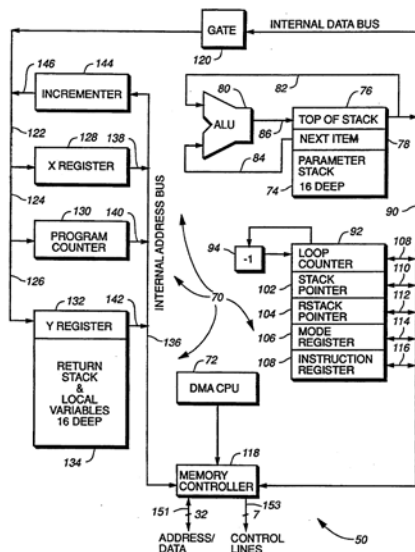 INTERNAL DATA BUS
GATE
120
146
144
INCREMENTER
80
82
76
ALU
TOP OF STACK
86
NEXT ITEM
78
84
PARAMETER
STACK
16 DEEP
74
90
122
128
138
X REGISTER
124
130
140
PROGRAM
COUNTER
INTERNAL ADDRESS BUS
126
132
142
Y REGISTER
136
RETURN
STACK
&
LOCAL
VARIABLES
16 DEEP
134
70
92
94
-1
LOOP
COUNTER
108
102
STACK
POINTER
110
104
RSTACK
POINTER
112
106
MODE
REGISTER
114
108
INSTRUCTION
REGISTER
116
72
DMA CPU
118
MEMORY
CONTROLLER
151
32
153
7
ADDRESS/
DATA
CONTROL
LINES
50